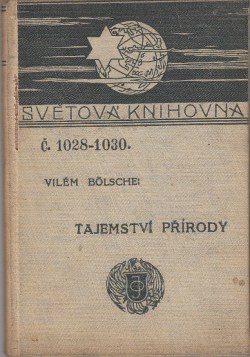 SVĚTOVÁ KNIHOVNA
Č. 1028-1030.
VILÉM BÖLSCHE:
TAJEMSTVÍ PŘÍRODY